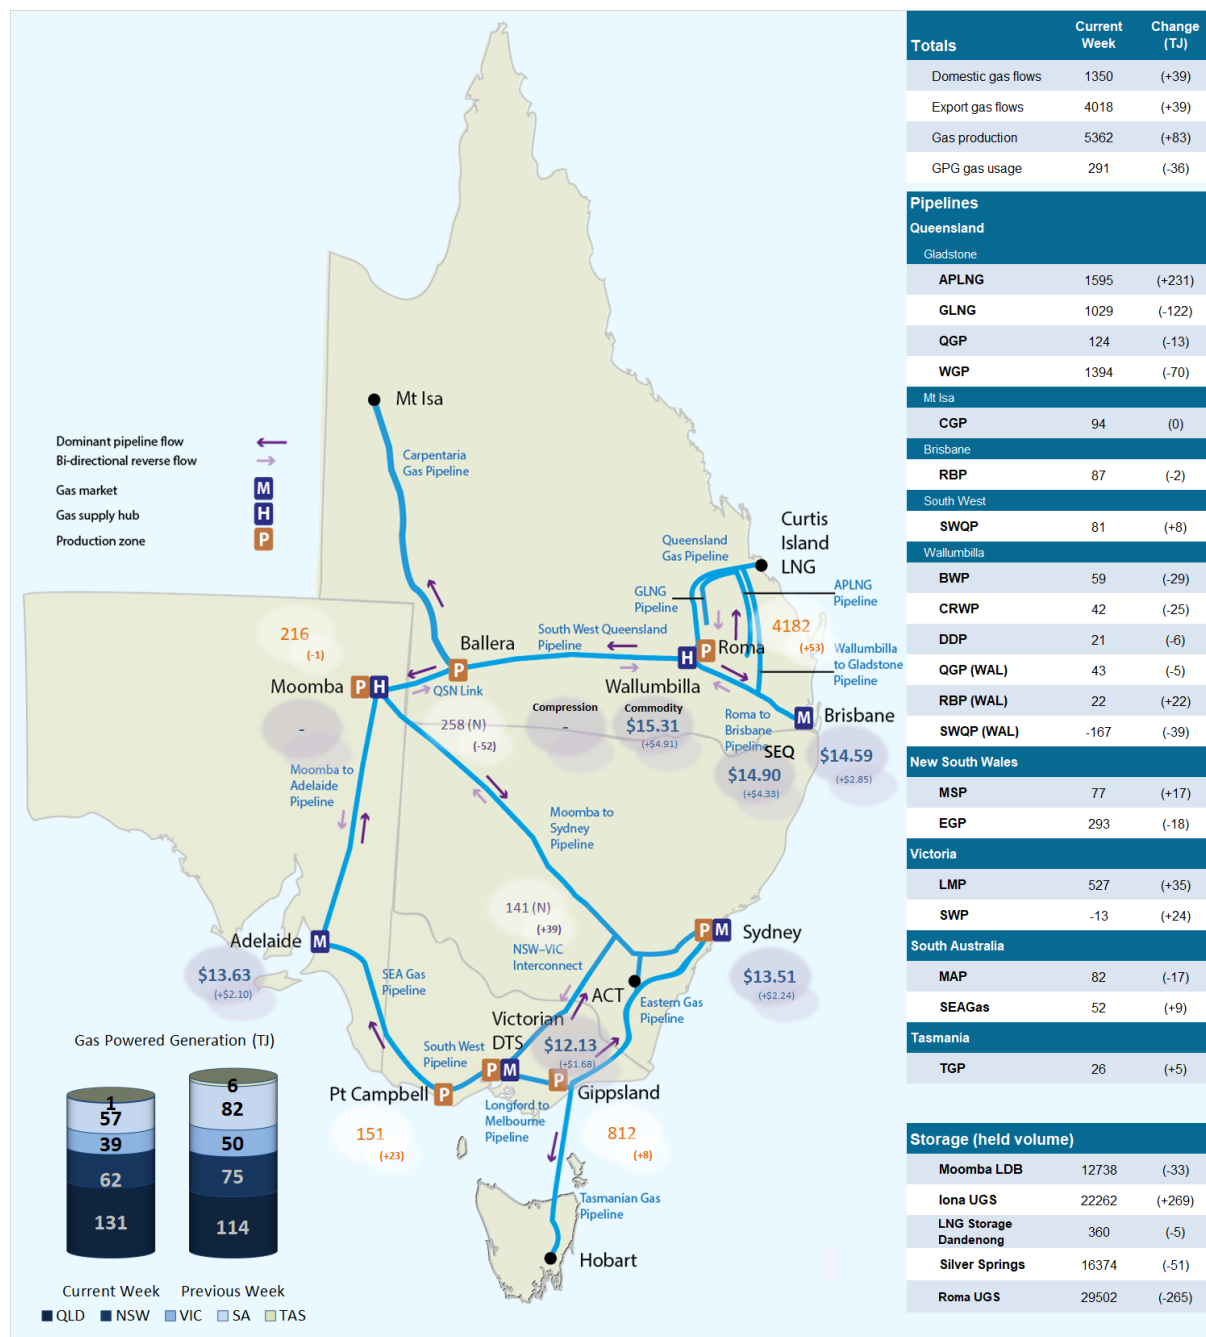 Mt Isa
Dominant pipeline flow
Bi-directional reverse flow
Gas market
M
Gas supply hub
H
Production zone
P
Carpentaria
Gas Pipeline
Curtis
Island
LNG
Queensland
Gas Pipeline
GLNG
Pipeline
APLNG
Pipeline
216
(-1)
Ballera
P
South West Queensland
Pipeline
H P Roma
4182
(+53)
Wallumbilla
to Gladstone
Pipeline
Moomba P H
QSN Link
Wallumbilla
-
258 (N)
(-52)
Compression
-
Commodity
$15.31
(+$4.91)
Roma to
Brisbane
Pipeline
M Brisbane
SEQ
$14.90
(+$4.33)
$14.59
(+$2.85)
Moomba to
Adelaide
Pipeline
Moomba to
Sydney
Pipeline
141 (N)
(+39)
NSW–VIC
Interconnect
P M Sydney
Adelaide M
$13.63
(+$2.10)
SEA Gas
Pipeline
$13.51
(+$2.24)
ACT
Eastern Gas
Pipeline
Victorian
DTS
$12.13
(+$1.68)
South West
Pipeline
P M
P
Pt Campbell P
Gippsland
Longford to
Melbourne
Pipeline
151
(+23)
812
(+8)
Tasmanian Gas
Pipeline
Hobart
Gas Powered Generation (TJ)
1
57
39
62
131
6
82
50
75
114
Current Week Previous Week
QLD NSW VIC SA TAS
Totals Current Week Change (TJ)
Domestic gas flows 1350 (+39)
Export gas flows 4018 (+39)
Gas production 5362 (+83)
GPG gas usage 291 (-36)
Pipelines
Queensland
Gladstone
APLNG 1595 (+231)
GLNG 1029 (-122)
QGP 124 (-13)
WGP 1394 (-70)
Mt Isa
CGP 94 (0)
Brisbane
RBP 87 (-2)
South West
SWQP 81 (+8)
Wallumbilla
BWP 59 (-29)
CRWP 42 (-25)
DDP 21 (-6)
QGP (WAL) 43 (-5)
RBP (WAL) 22 (+22)
SWQP (WAL) -167 (-39)
New South Wales
MSP 77 (+17)
EGP 293 (-18)
Victoria
LMP 527 (+35)
SWP -13 (+24)
South Australia
MAP 82 (-17)
SEAGas 52 (+9)
Tasmania
TGP 26 (+5)
Storage (held volume)
Moomba LDB 12738 (-33)
Iona UGS 22262 (+269)
LNG Storage
Dandenong 360 (-5)
Silver Springs 16374 (-51)
Roma UGS 29502 (-265)